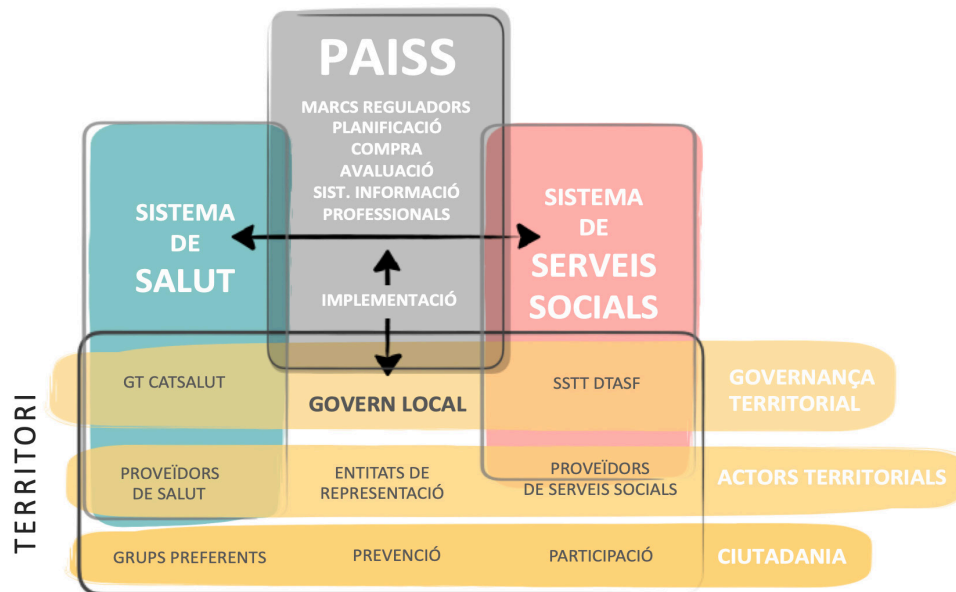 PAISS
MARCS REGULADORS
PLANIFICACIÓ
COMPRA
AVALUACIÓ
SIST. INFORMACIÓ
PROFESSIONALS
SISTEMA
DE
SALUT
SISTEMA
DE
SERVEIS
SOCIALS
IMPLEMENTACIÓ
TERRITORI
GT CATSALUT
GOVERN LOCAL
SSTT DTASF
GOVERNANÇA
TERRITORIAL
PROVEÏDORS
DE SALUT
ENTITATS DE
REPRESENTACIÓ
PROVEÏDORS
DE SERVEIS SOCIALS
ACTORS TERRITORIALS
GRUPS PREFERENTS
PREVENCIÓ
PARTICIPACIÓ
CIUTADANIA